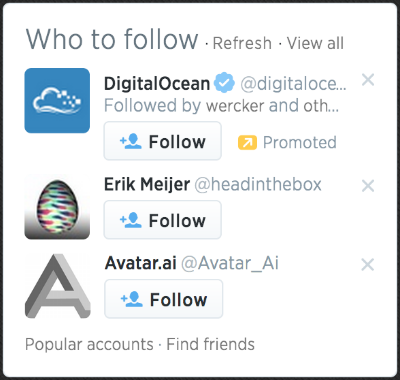 Who to follow · Refresh · View all
DigitalOcean @digitaloce...
Followed by wercker and oth...
Follow Promoted
Erik Meijer @headinthebox
Follow
Avatar.ai @Avatar_Ai
Follow
Popular accounts · Find friends